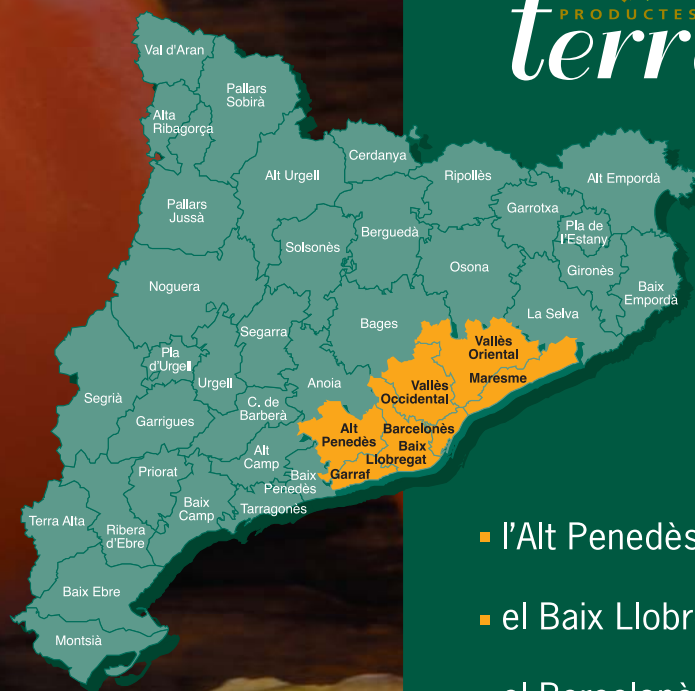 PRODUCTES
terr
Val d'Aran
Pallars
Sobirà
Alta
Ribagorça
Cerdanya
Alt Urgell
Ripollès
Alt Empordà
Pallars
Jussà
Garrotxa
Pla de
l'Estany
Berguedà
Solsonès
Osona
Gironès
Noguera
Baix
Empordà
La Selva
Bages
Segarra
Vallès
Oriental
Pla
d'Urgell
Urgell
Anoia
Maresme
Vallès
Occidental
Segrià
C. de
Barberà
Garrigues
Alt
Penedès
Barcelonès
Baix
Llobregat
Alt
Camp
Garraf
Priorat
Baix
Penedès
Baix
Camp
Tarragonès
Terra Alta
Ribera
d'Ebre
Baix Ebre
Montsià
l'Alt Penedès
el Baix Llobr